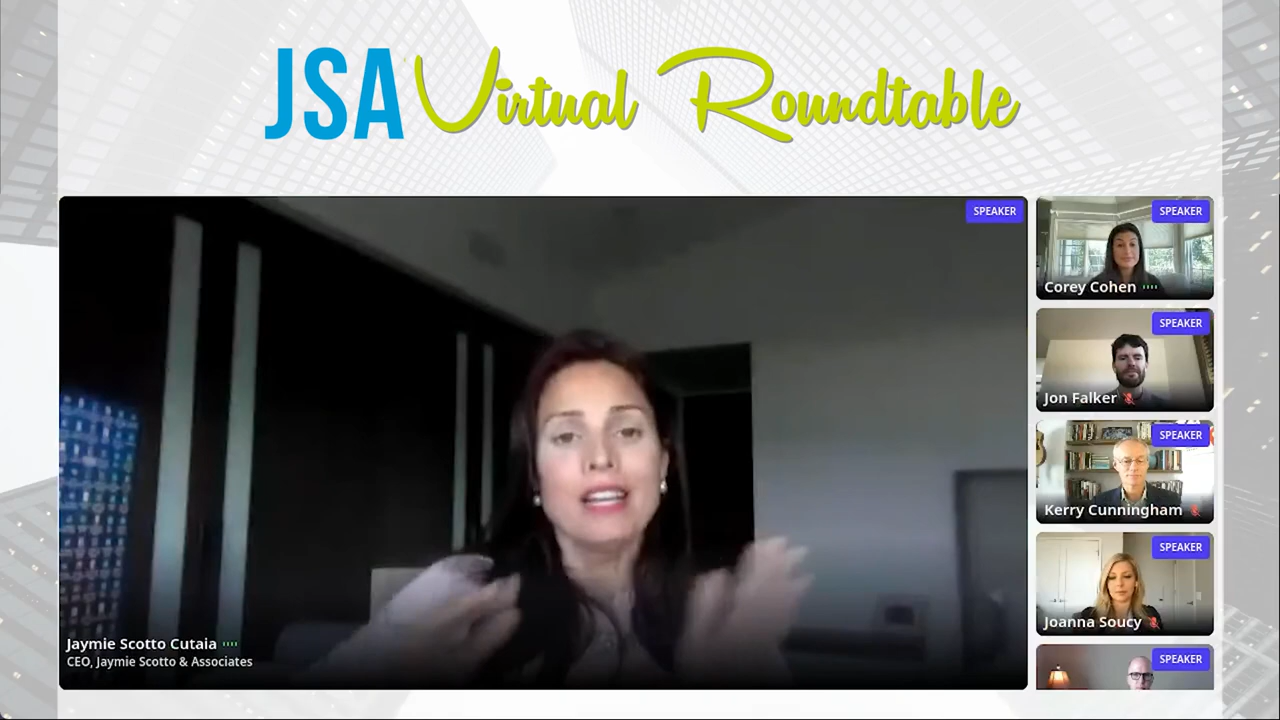 JSA Virtual Roundtable
SPEAKER
Jaymie Scotto Cutaia
CEO, Jaymie Scotto & Associates
SPEAKER
Corey Cohen
SPEAKER
Jon Falker
SPEAKER
Kerry Cunningham
SPEAKER
Joanna Soucy
SPEAKER